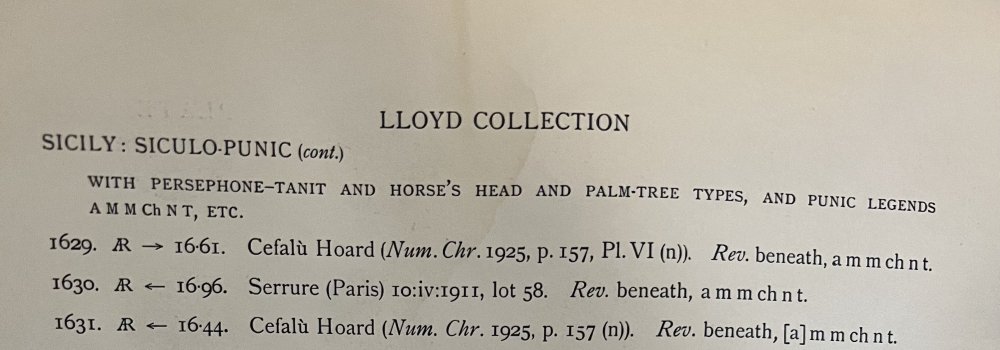 LLOYD COLLECTION
SICILY: SICULO-PUNIC (cont.)
WITH PERSEPHONE–TANIT AND HORSE'S HEAD AND PALM-TREE TYPES, AND PUNIC LEGENDS
A M M Ch N T, ETC.
1629. ÆR → 16·61. Cefalù Hoard (Num. Chr. 1925, p. 157, Pl. VI (n)). Rev. beneath, a m m ch n t.
1630. ÆR ← 16·96. Serrure (Paris) 10:iv:1911, lot 58. Rev. beneath, a m m ch n t.
1631. ÆR ← 16·44. Cefalù Hoard (Num. Chr. 1925, p. 157 (n)). Rev. beneath, [a] m m ch n t.